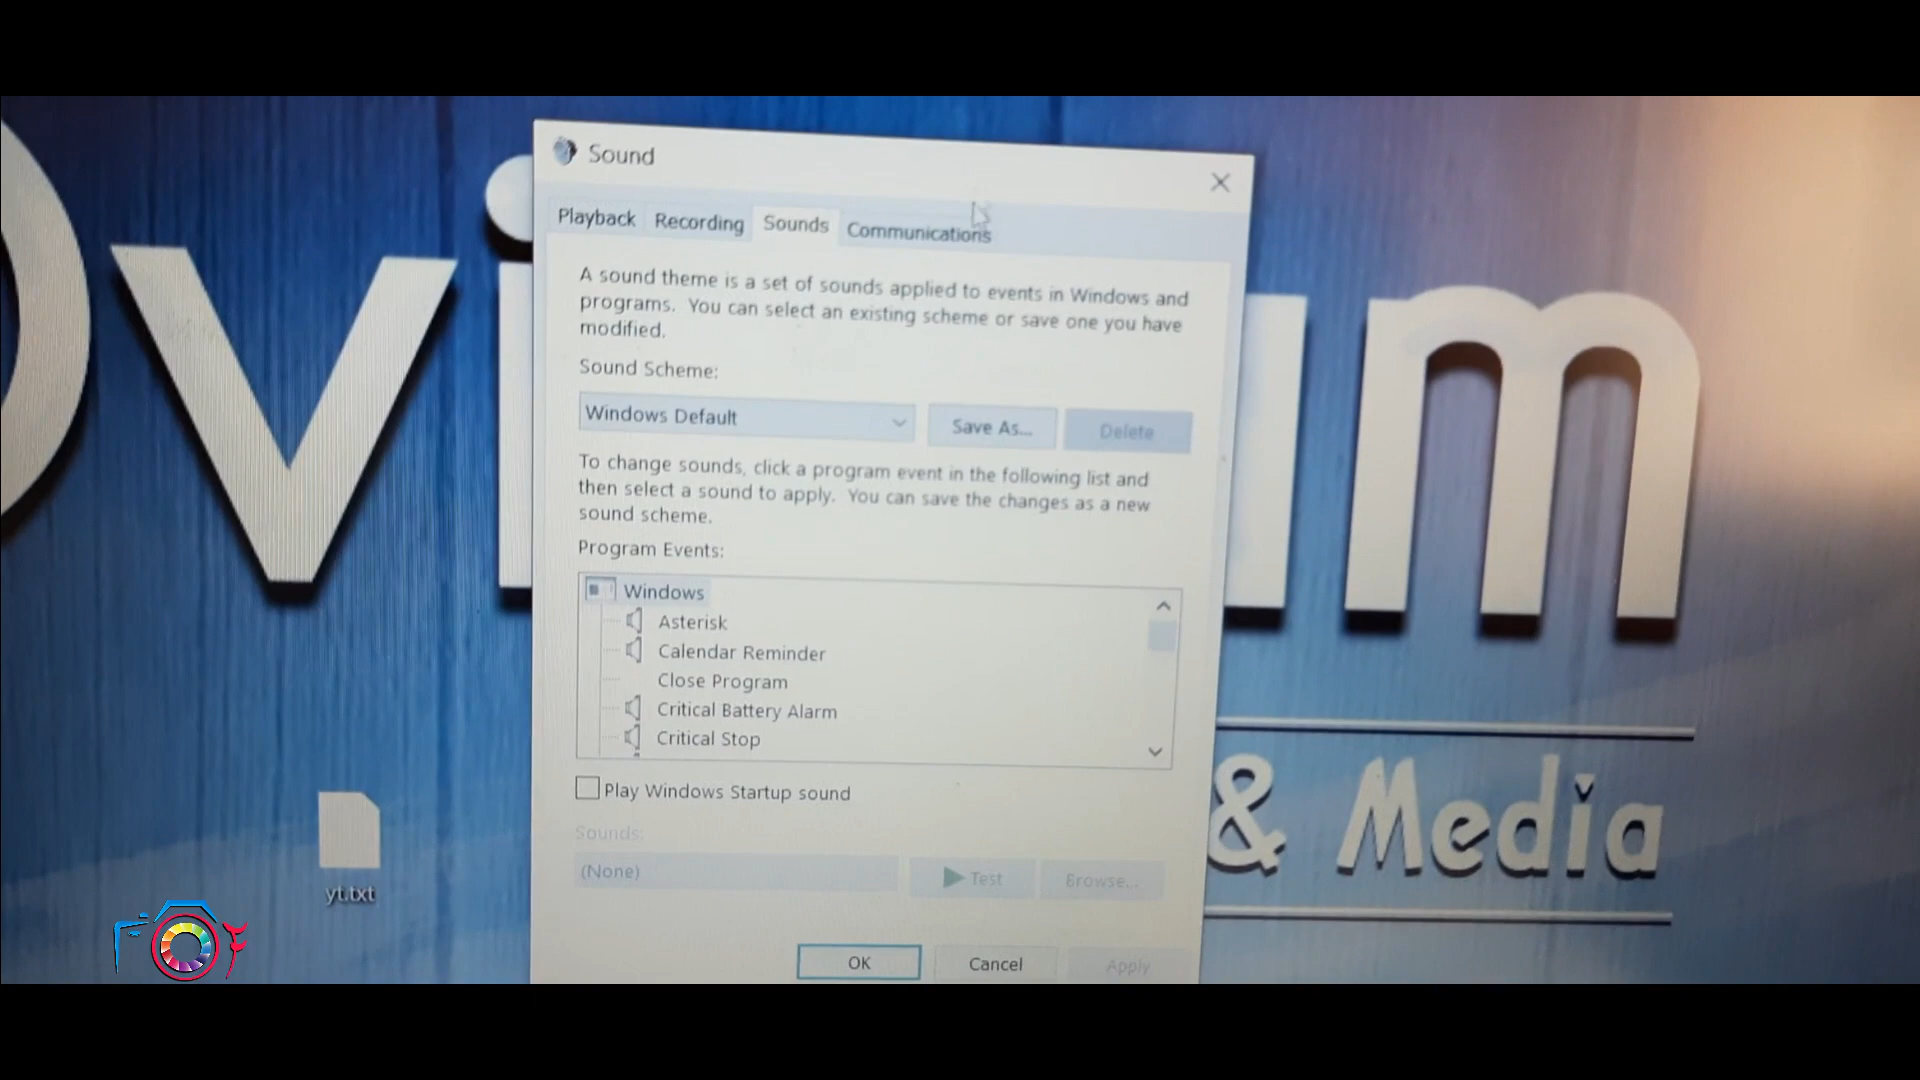 Sound
Playback Recording Sounds Communications
A sound theme is a set of sounds applied to events in Windows and
programs. You can select an existing scheme or save one you have
modified.
Sound Scheme:
Windows Default Save As... Delete
To change sounds, click a program event in the following list and
then select a sound to apply. You can save the changes as a new
sound scheme.
Program Events:
Windows
Asterisk
Calendar Reminder
Close Program
Critical Battery Alarm
Critical Stop
Play Windows Startup sound
Sounds:
(None) Test Browse...
OK Cancel Apply
& Media
yt.txt